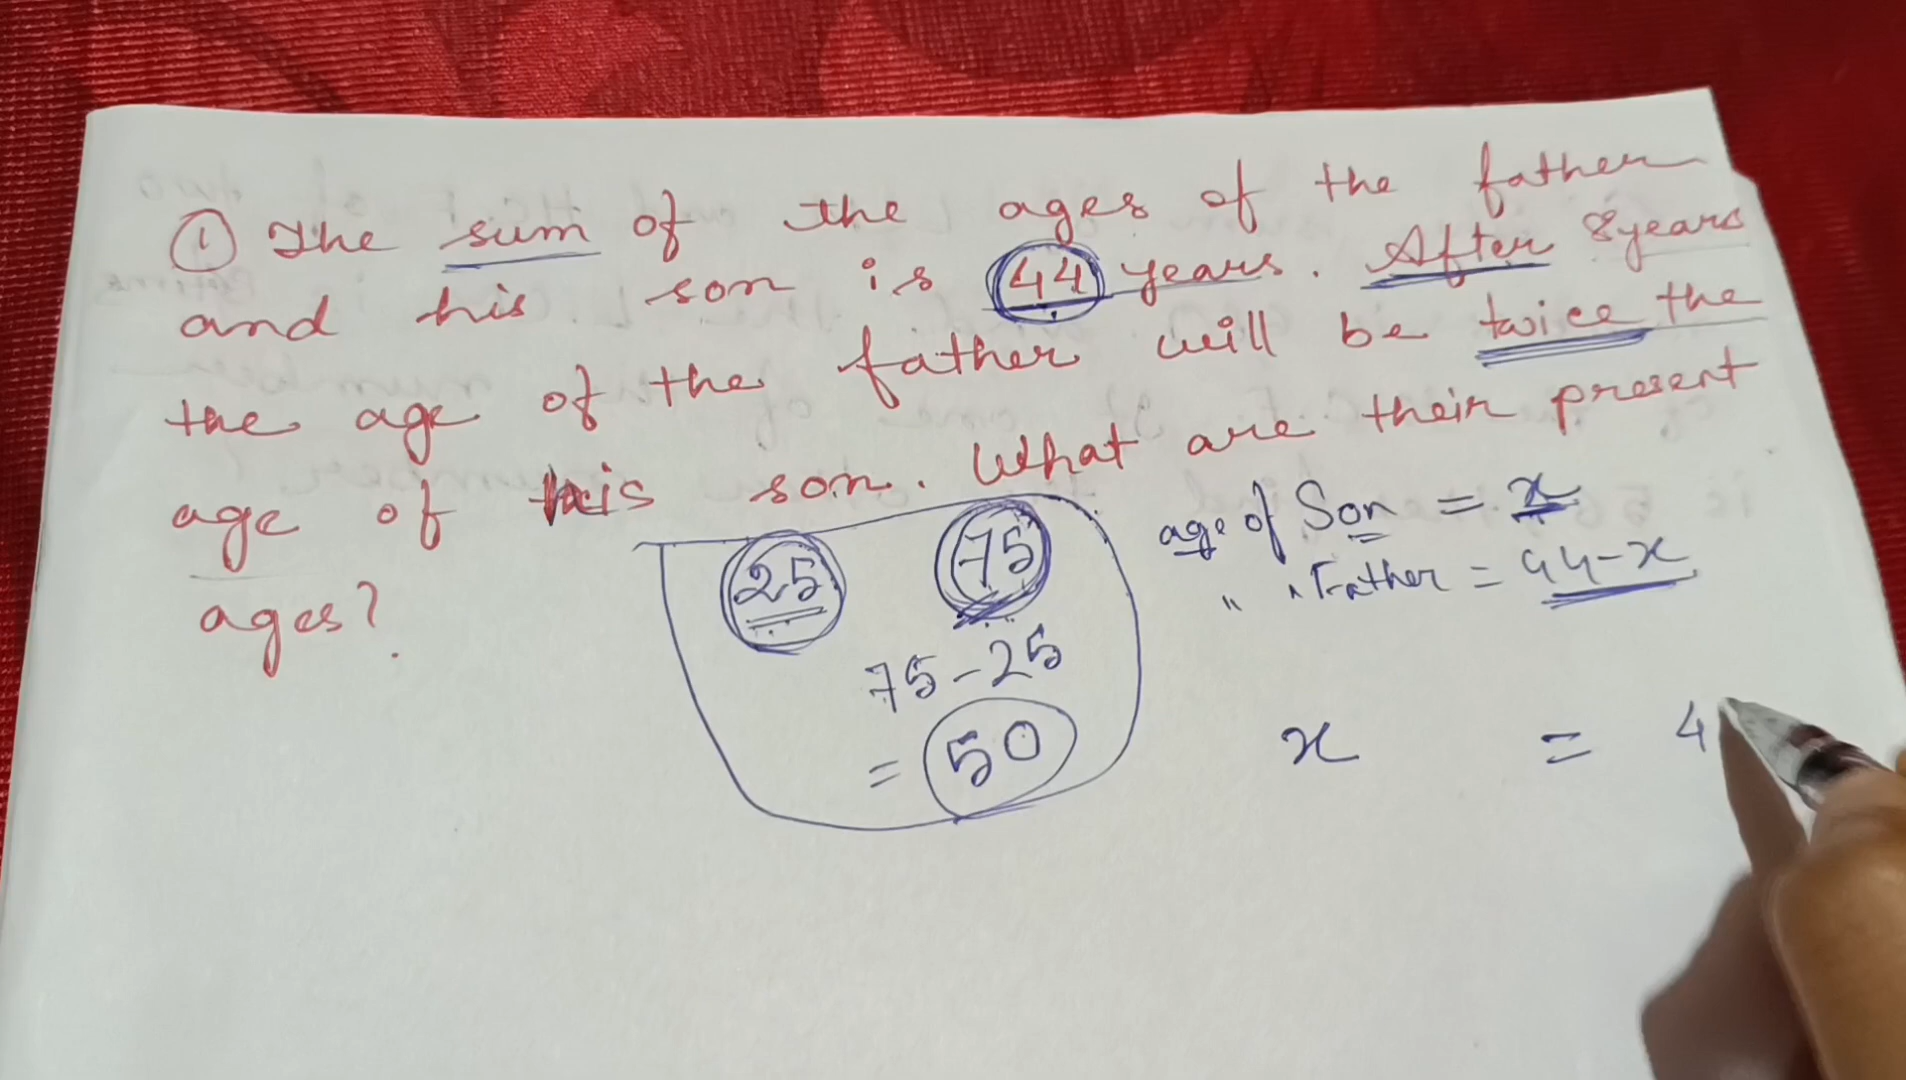 ① The sum of the ages of the father
and his son is 44 years. After 8 years
the age of the father will be twice the
age of his son. What are their present
ages?
25 75
75-25
= 50
age of Son = x
" " Father = 44-x
x = 4